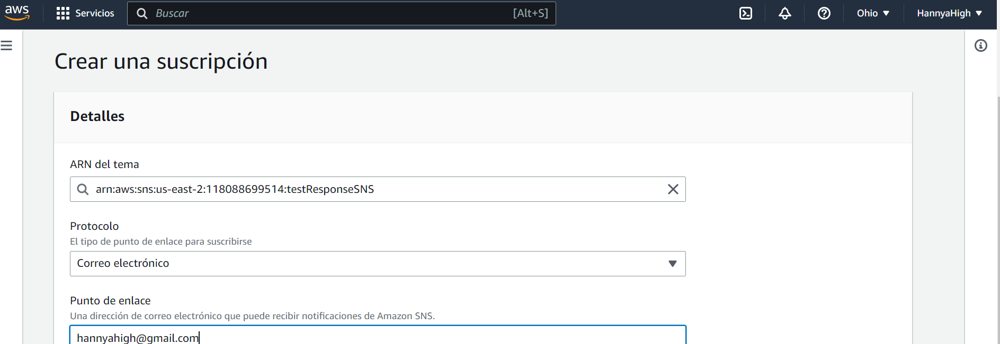 aws Servicios Buscar [Alt+S] Ohio HannyaHigh
Crear una suscripción
Detalles
ARN del tema
arn:aws:sns:us-east-2:118088699514:testResponseSNS
Protocolo
El tipo de punto de enlace para suscribirse
Correo electrónico
Punto de enlace
Una dirección de correo electrónico que puede recibir notificaciones de Amazon SNS.
hannyahigh@gmail.com